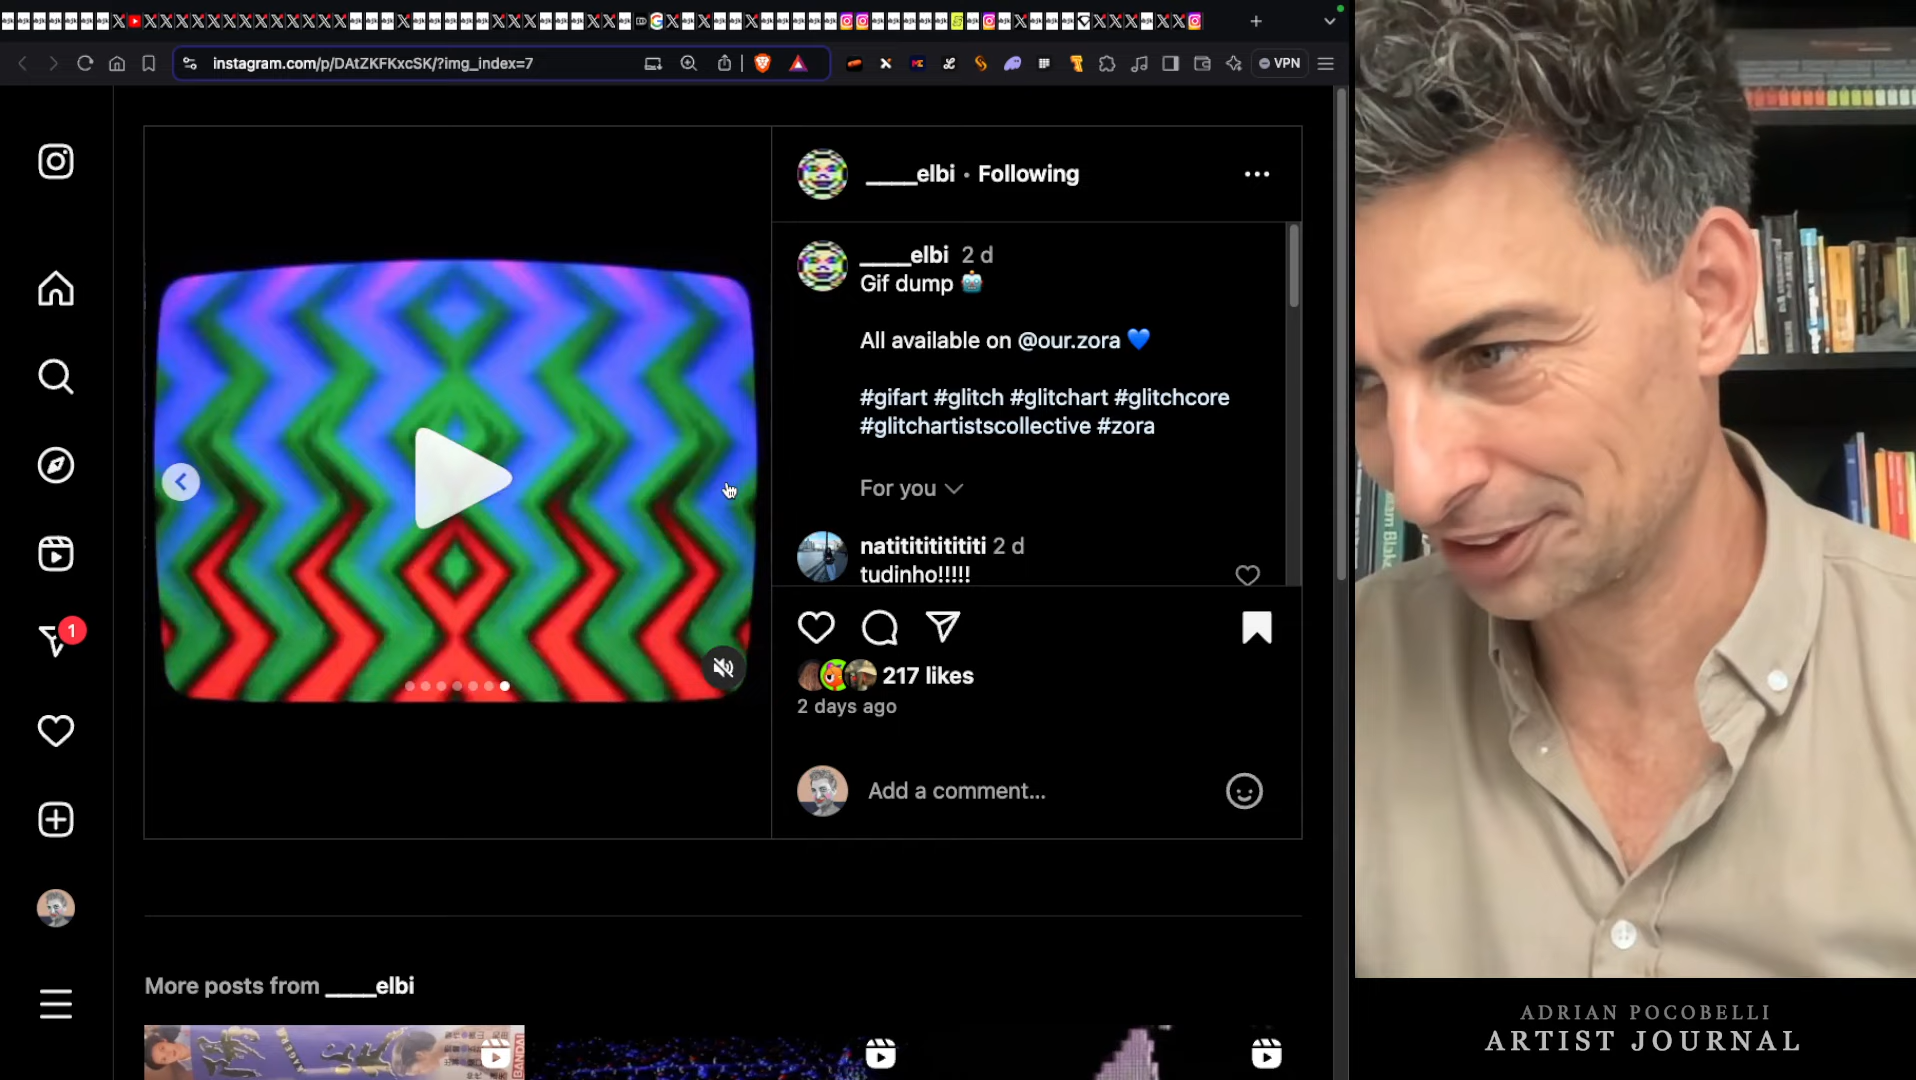 instagram.com/p/DAtZKFKxcSK/?img_index=7
VPN
____elbi • Following
____elbi 2 d
Gif dump
All available on @our.zora
#gifart #glitch #glitchart #glitchcore
#glitchartistscollective #zora
For you
natitititititi 2 d
tudinho!!!!!
1
217 likes
2 days ago
Add a comment...
More posts from ____elbi
BANDAI
ADRIAN POCOBELLI
ARTIST JOURNAL